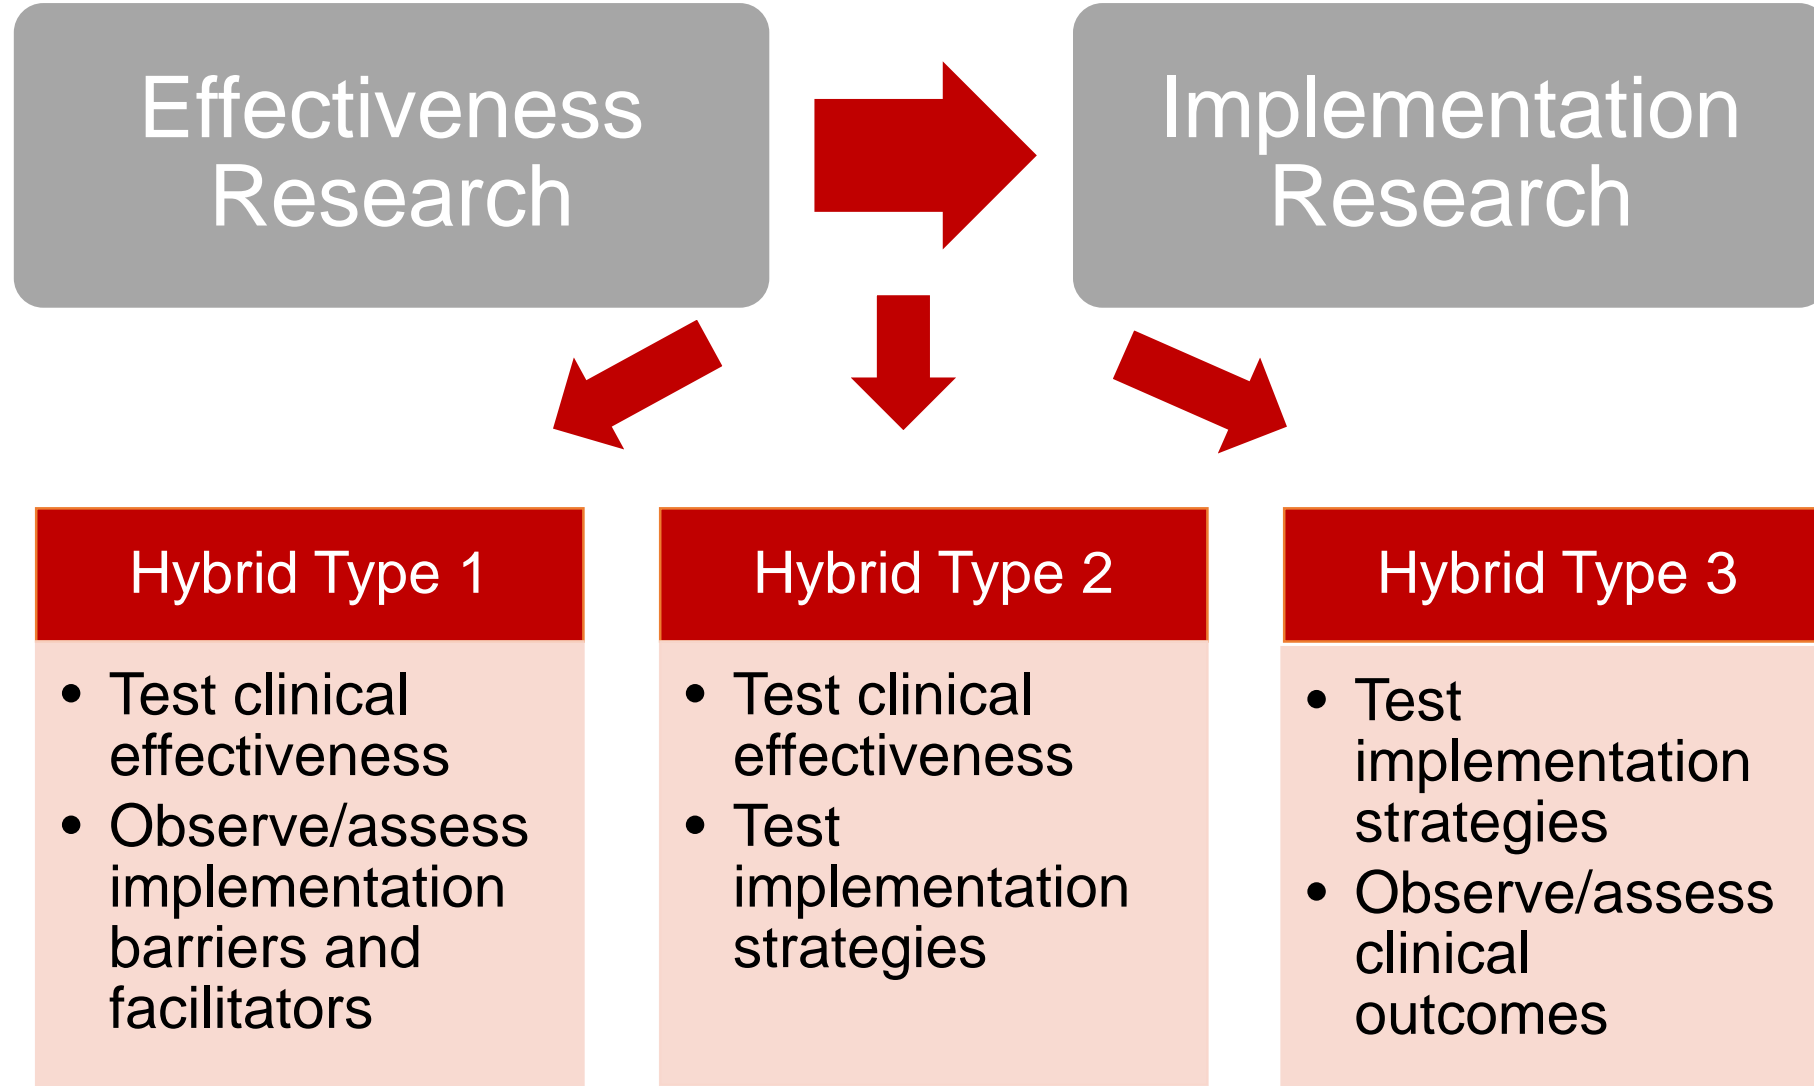 Effectiveness
Research
Implementation
Research
Hybrid Type 1
• Test clinical
effectiveness
• Observe/assess
implementation
barriers and
facilitators
Hybrid Type 2
• Test clinical
effectiveness
• Test
implementation
strategies
Hybrid Type 3
• Test
implementation
strategies
• Observe/assess
clinical
outcomes